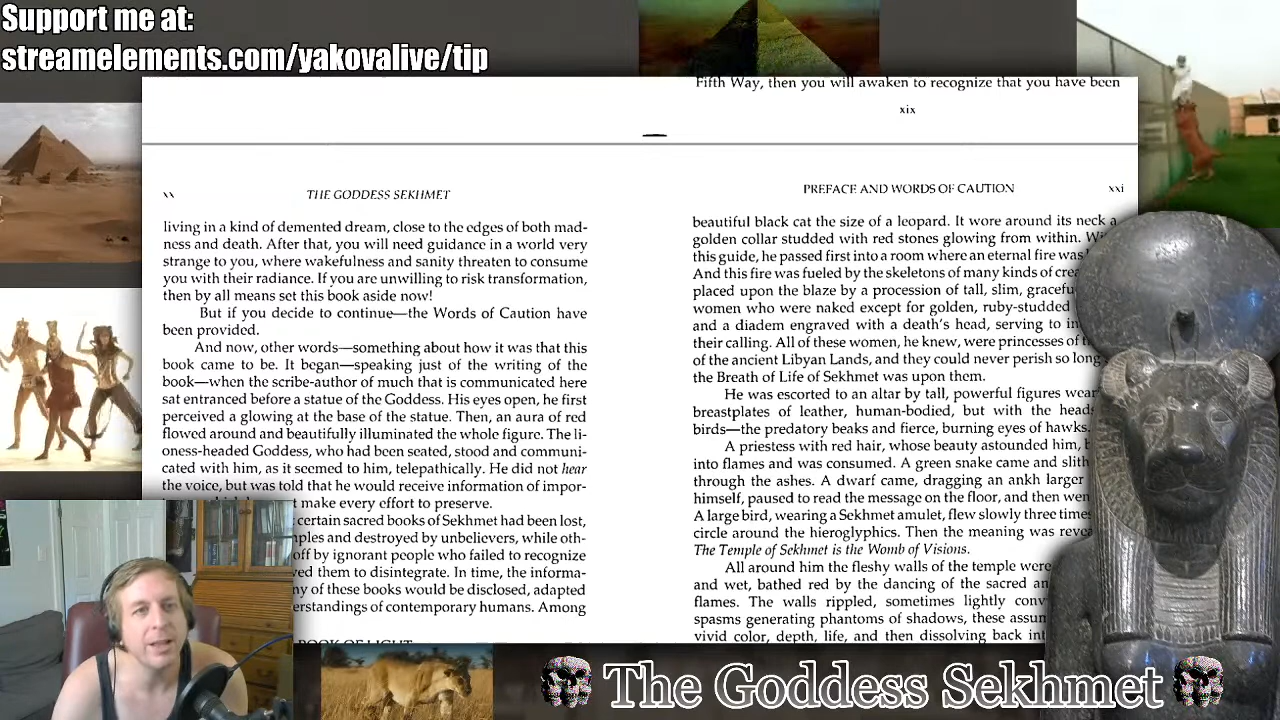 Support me at:
streamelements.com/yakovalive/tip
Fifth Way, then you will awaken to recognize that you have been
xix
xx
THE GODDESS SEKHMET
living in a kind of demented dream, close to the edges of both mad-
ness and death. After that, you will need guidance in a world very
strange to you, where wakefulness and sanity threaten to consume
you with their radiance. If you are unwilling to risk transformation,
then by all means set this book aside now!
But if you decide to continue—the Words of Caution have
been provided.
And now, other words—something about how it was that this
book came to be. It began—speaking just of the writing of the
book—when the scribe-author of much that is communicated here
sat entranced before a statue of the Goddess. His eyes open, he first
perceived a glowing at the base of the statue. Then, an aura of red
flowed around and beautifully illuminated the whole figure. The li-
oness-headed Goddess, who had been seated, stood and communi-
cated with him, as it seemed to him, telepathically. He did not hear
the voice, but was told that he would receive information of impor-
make every effort to preserve.
certain sacred books of Sekhmet had been lost,
and destroyed by unbelievers, while oth-
off by ignorant people who failed to recognize
them to disintegrate. In time, the informa-
of these books would be disclosed, adapted
of contemporary humans. Among
BOOK OF LIGHT
PREFACE AND WORDS OF CAUTION
xxi
beautiful black cat the size of a leopard. It wore around its neck a
golden collar studded with red stones glowing from within.
this guide, he passed first into a room where an eternal fire was
And this fire was fueled by the skeletons of many kinds of
placed upon the blaze by a procession of tall, slim,
women who were naked except for golden, ruby-studded
and a diadem engraved with a death's head, serving to
their calling. All of these women, he knew, were princesses of
of the ancient Libyan Lands, and they could never perish so long
the Breath of Life of Sekhmet was upon them.
He was escorted to an altar by tall, powerful figures
breastplates of leather, human-bodied, but with the
birds—the predatory beaks and fierce, burning eyes of hawks.
A priestess with red hair, whose beauty astounded him,
into flames and was consumed. A green snake came and
through the ashes. A dwarf came, dragging an ankh larger
himself, paused to read the message on the floor, and then
A large bird, wearing a Sekhmet amulet, flew slowly three times
circle around the hieroglyphics. Then the meaning was
The Temple of Sekhmet is the Womb of Visions.
All around him the fleshy walls of the temple were
and wet, bathed red by the dancing of the sacred
flames. The walls rippled, sometimes lightly
spasms generating phantoms of shadows, these
vivid color, depth, life, and then dissolving back
The Goddess Sekhmet